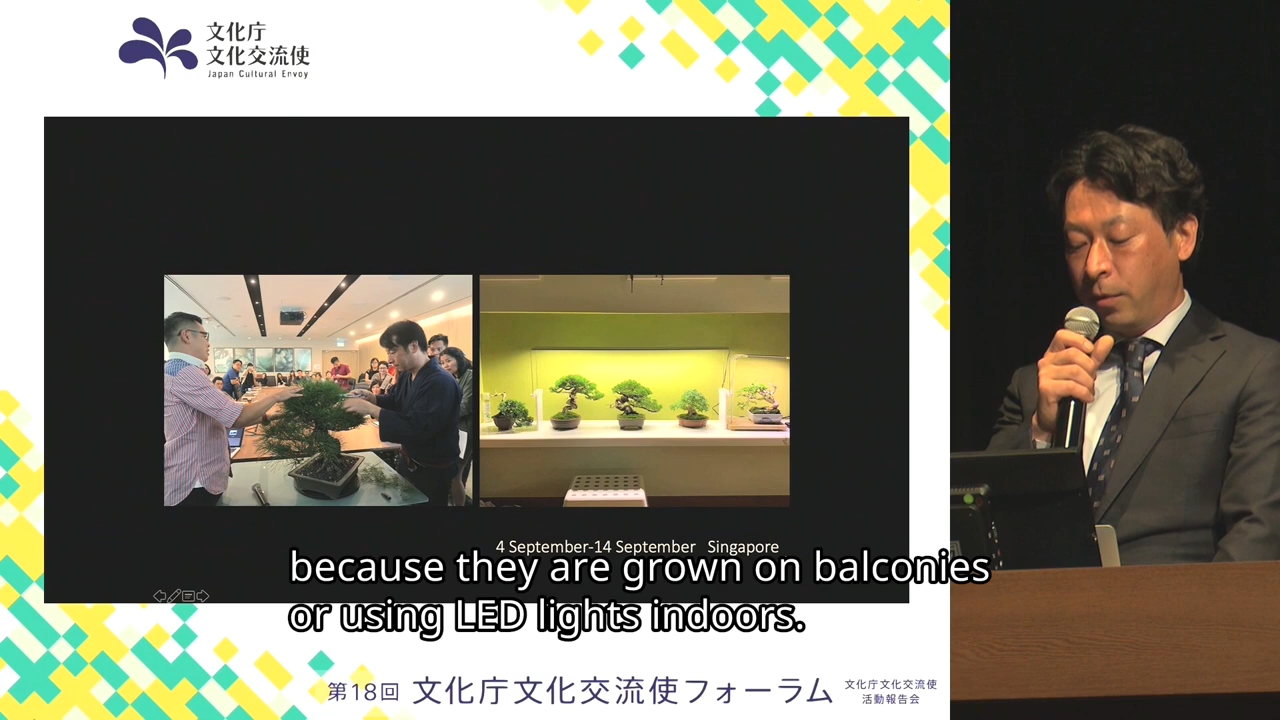 文化庁
文化交流使
Japan Cultural Envoy
4 September-14 September Singapore
because they are grown on balconies
or using LED lights indoors.
第18回 文化庁文化交流使フォーラム
文化庁文化交流使
活動報告会